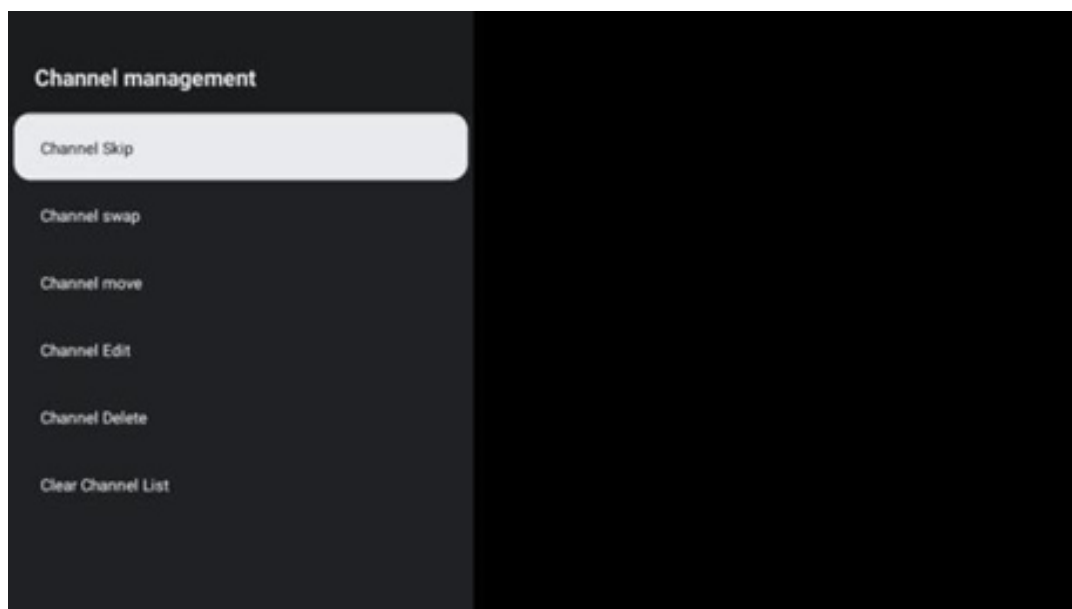 Channel management
Channel Skip
Channel swap
Channel move
Channel Edit
Channel Delete
Clear Channel List